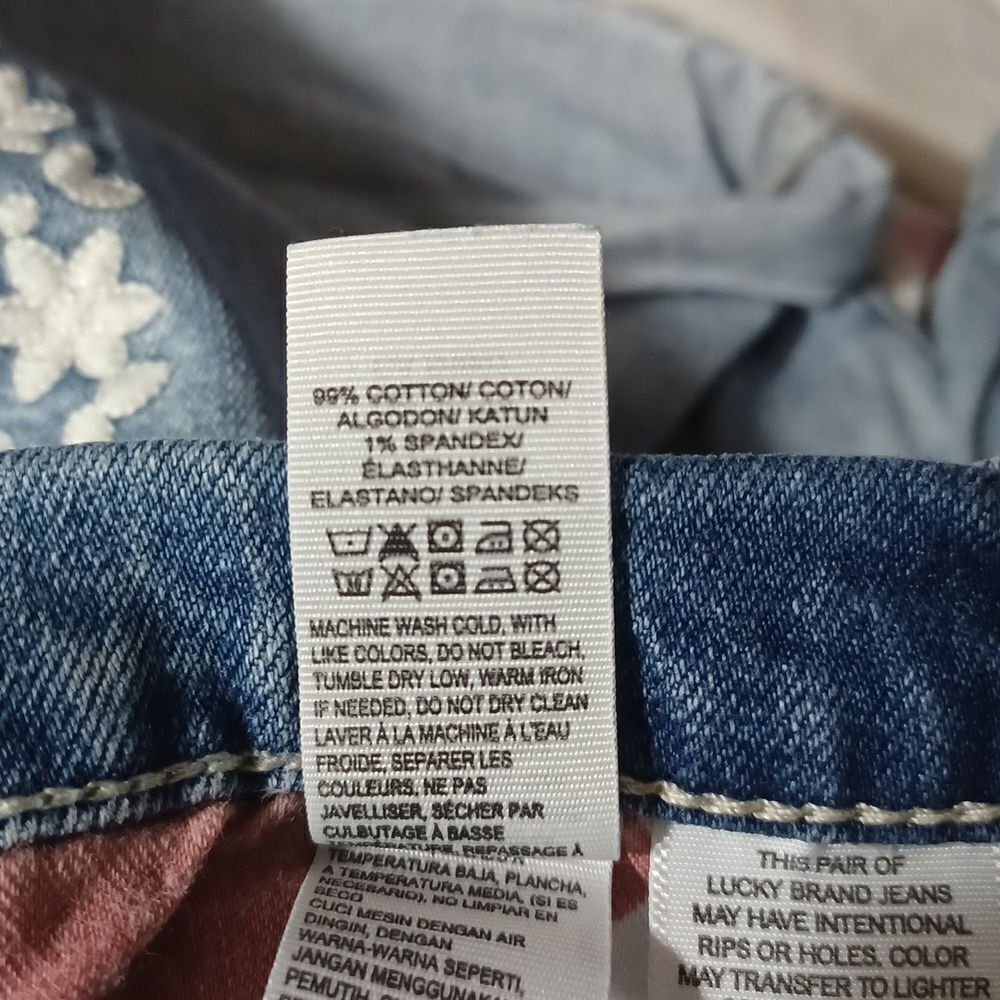 99% COTTON/ COTON/
ALGODON/ KATUN
1% SPANDEX/
ÉLASTHANNE/
ELASTANO/ SPANDEKS
MACHINE WASH COLD, WITH
LIKE COLORS, DO NOT BLEACH,
TUMBLE DRY LOW, WARM IRON
IF NEEDED, DO NOT DRY CLEAN
LAVER À LA MACHINE À L'EAU
FROIDE, SEPARER LES
COULEURS, NE PAS
JAVELLISER, SÉCHER PAR
CULBUTAGE À BASSE
TEMPÉRATURE, REPASSAGE À
TEMPERATURA BAJA, PLANCHA,
A TEMPERATURA MEDIA, (SI ES
NECESARIO), NO LIMPIAR EN
SECO
CUCI MESIN DENGAN AIR
DINGIN, DENGAN
WARNA-WARNA SEPERTI,
JANGAN MENGGUNAKAN
PEMUTIH,
THIS PAIR OF
LUCKY BRAND JEANS
MAY HAVE INTENTIONAL
RIPS OR HOLES. COLOR
MAY TRANSFER TO LIGHTER